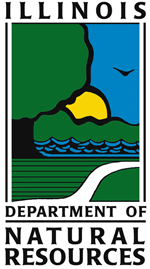 ILLINOIS
DEPARTMENT OF
NATURAL
RESOURCES